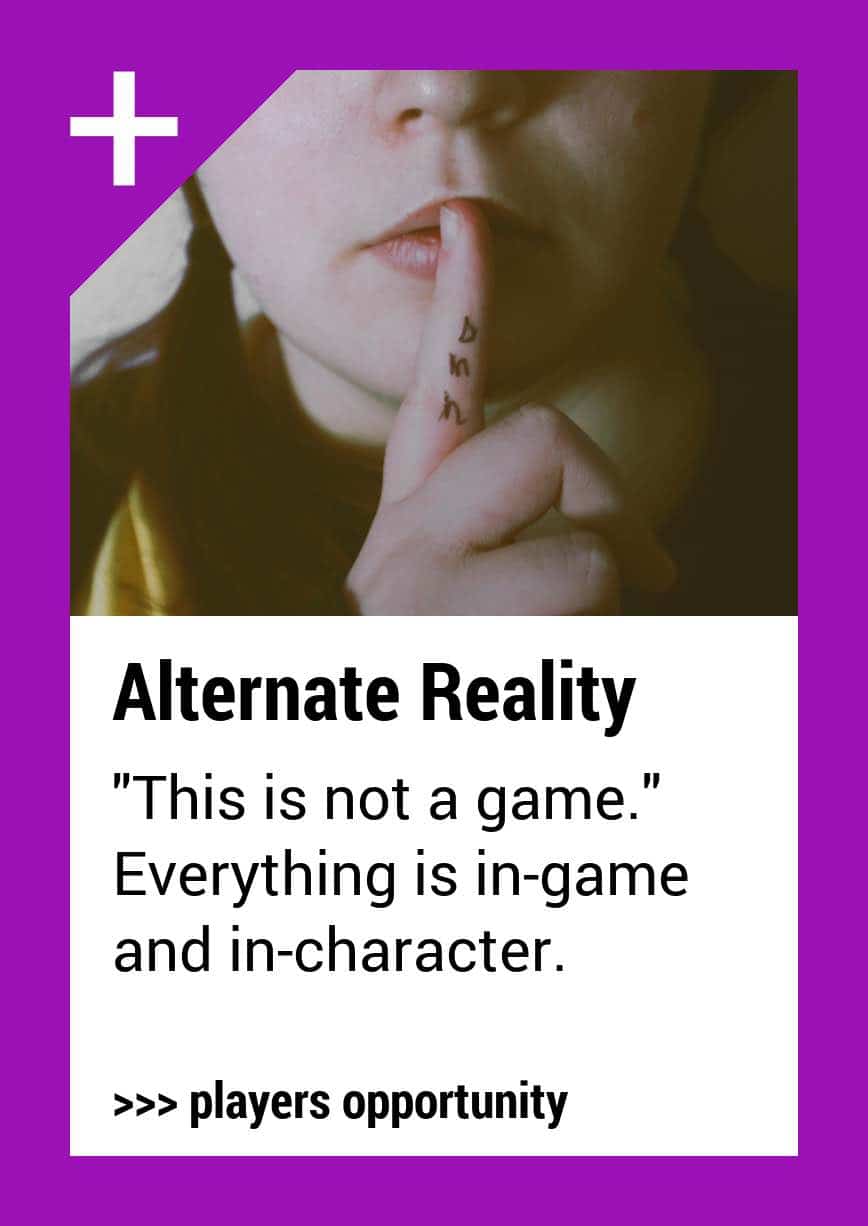 Alternate Reality
"This is not a game."
Everything is in-game
and in-character.
>>> players opportunity